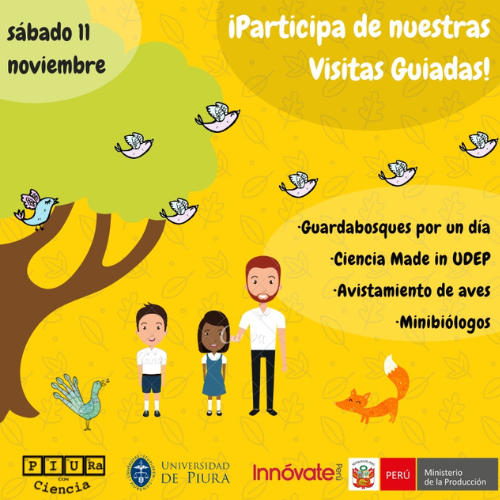 sábado 11
noviembre
¡Participa de nuestras
Visitas Guiadas!
·Guardabosques por un día
·Ciencia Made in UDEP
·Avistamiento de aves
·Minibiólogos
PIURa
CON
Ciencia
UNIVERSIDAD
DE PIURA
Innóvate Perú
PERÚ
Ministerio
de la Producción